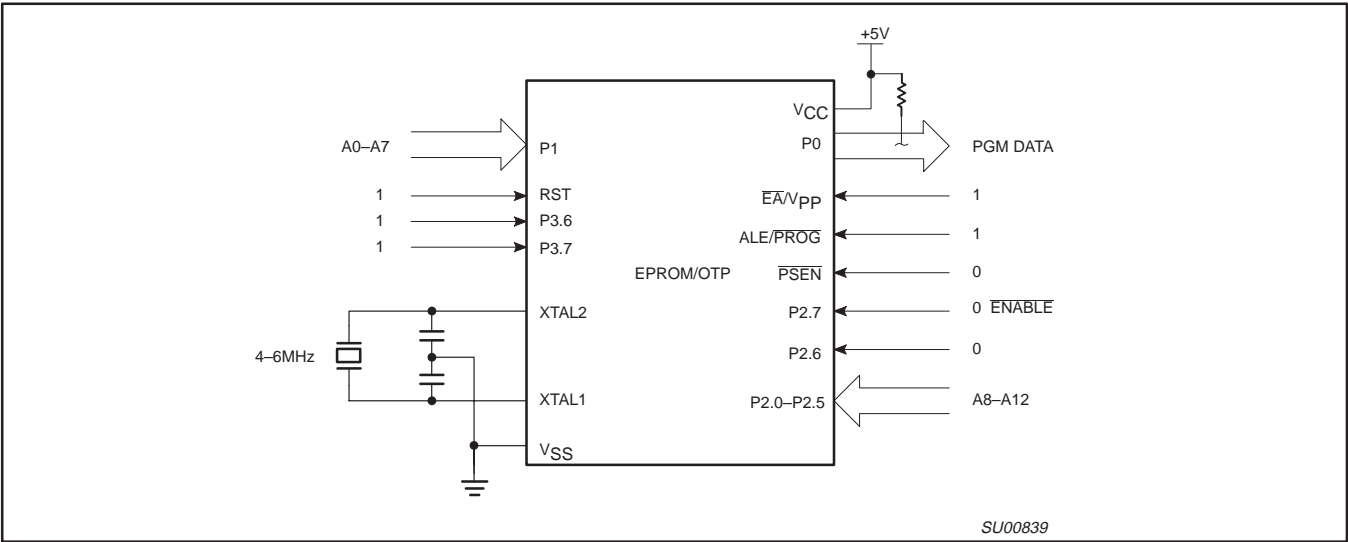 +5V
VCC
A0–A7
P1
P0
PGM DATA
1
RST
EA/VPP
1
1
P3.6
ALE/PROG
1
1
P3.7
EPROM/OTP
PSEN
0
XTAL2
P2.7
0 ENABLE
4–6MHz
P2.6
0
XTAL1
P2.0–P2.5
A8–A12
VSS
SU00839